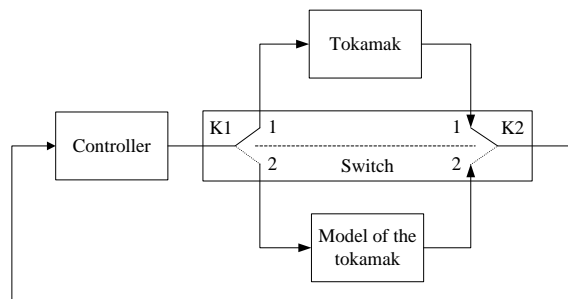 Tokamak
K1
1
1
K2
Controller
2
2
Switch
Model of the
tokamak